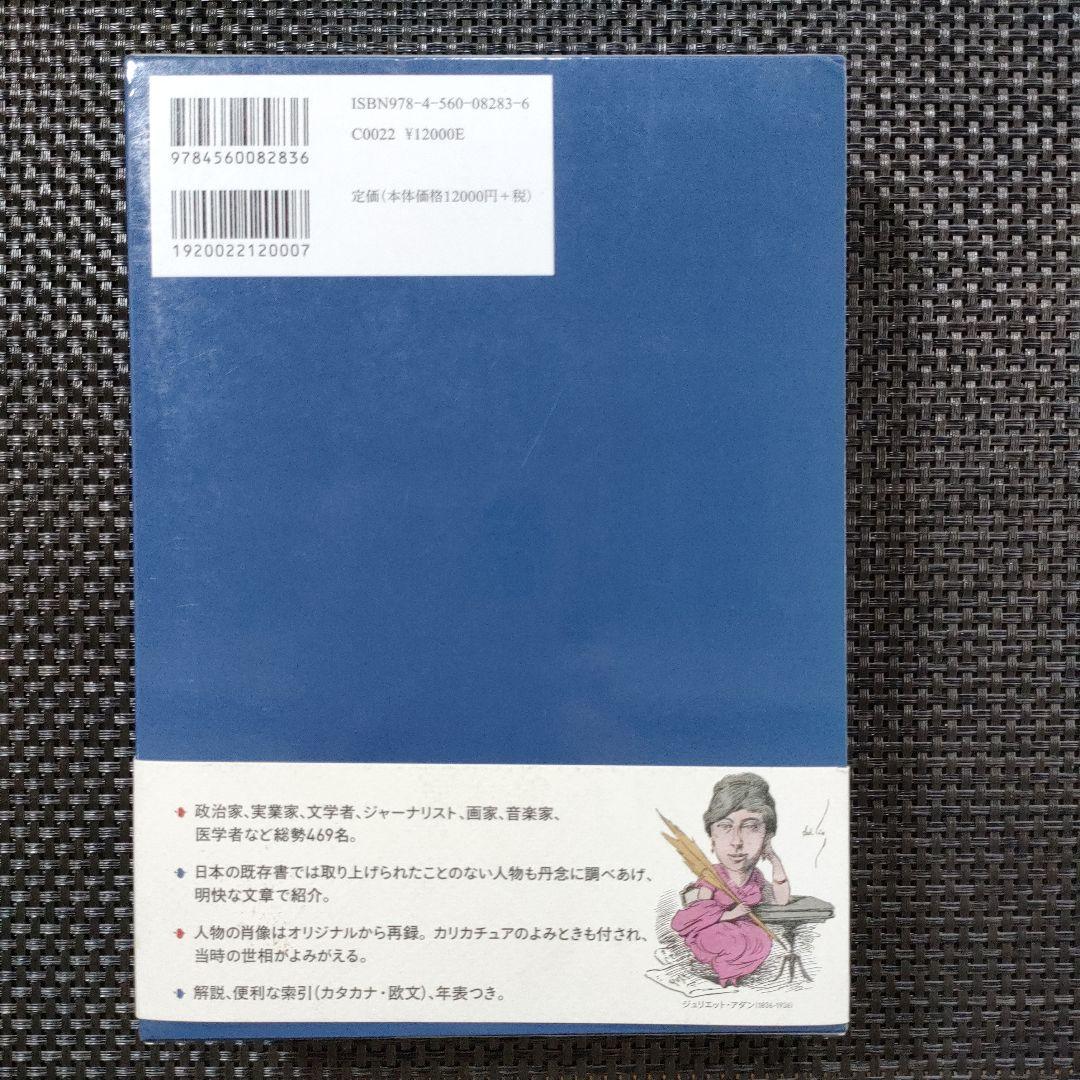 ISBN978-4-560-08283-6
C0022 ¥12000E
9784560082836
定価(本体価格12000円+税)
1920022120007
政治家、実業家、文学者、ジャーナリスト、画家、音楽家、
医学者など総勢469名。
日本の既存書では取り上げられたことのない人物も丹念に調べあげ、
明快な文章で紹介。
人物の肖像はオリジナルから再録。カリカチュアのよみときも付され、
当時の世相がよみがえる。
解説、便利な索引(カタカナ・欧文)、年表つき。
ジュリエット・アダン(1836-1936)